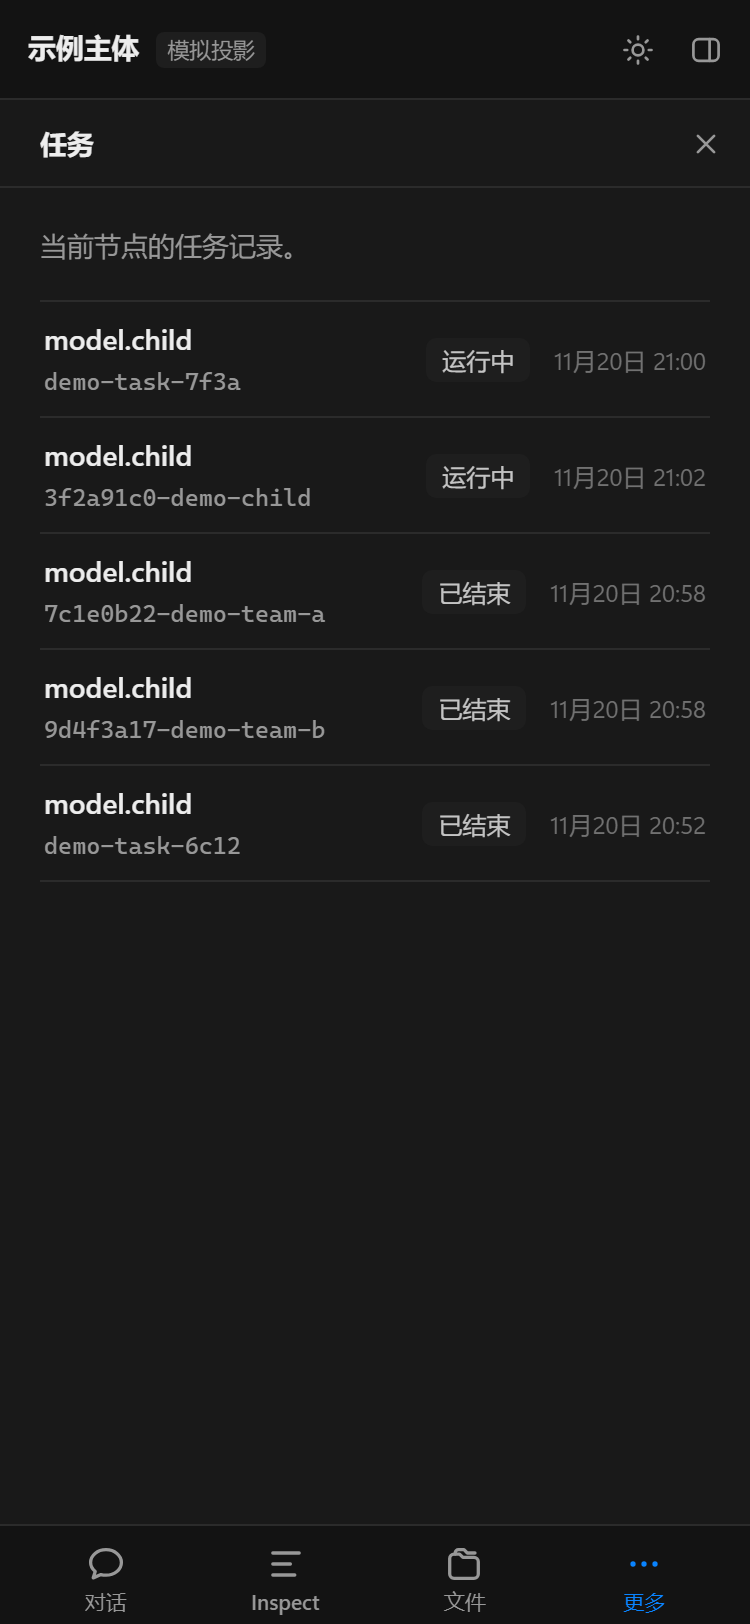 示例主体 模拟投影
任务
当前节点的任务记录。
model.child
demo-task-7f3a
运行中 11月20日 21:00
model.child
3f2a91c0-demo-child
运行中 11月20日 21:02
model.child
7c1e0b22-demo-team-a
已结束 11月20日 20:58
model.child
9d4f3a17-demo-team-b
已结束 11月20日 20:58
model.child
demo-task-6c12
已结束 11月20日 20:52
对话 Inspect 文件 更多